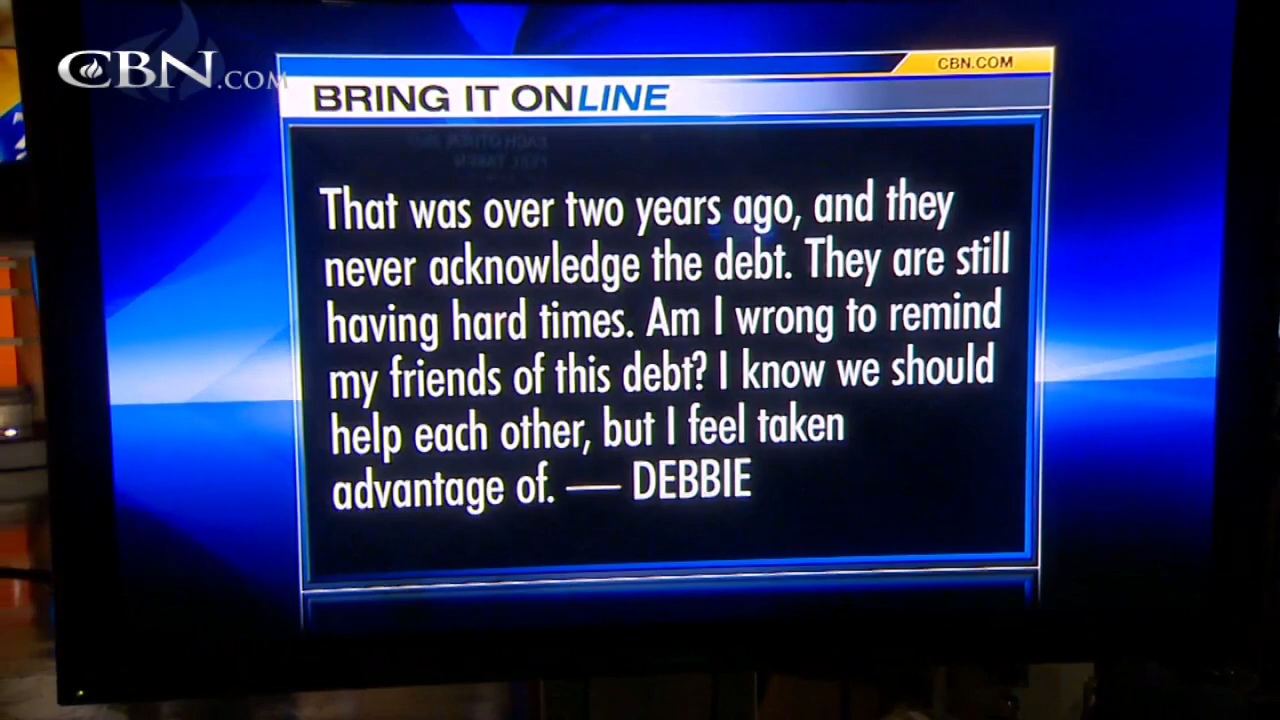 CBN.COM
CBN.COM
BRING IT ONLINE
That was over two years ago, and they
never acknowledge the debt. They are still
having hard times. Am I wrong to remind
my friends of this debt? I know we should
help each other, but I feel taken
advantage of. — DEBBIE